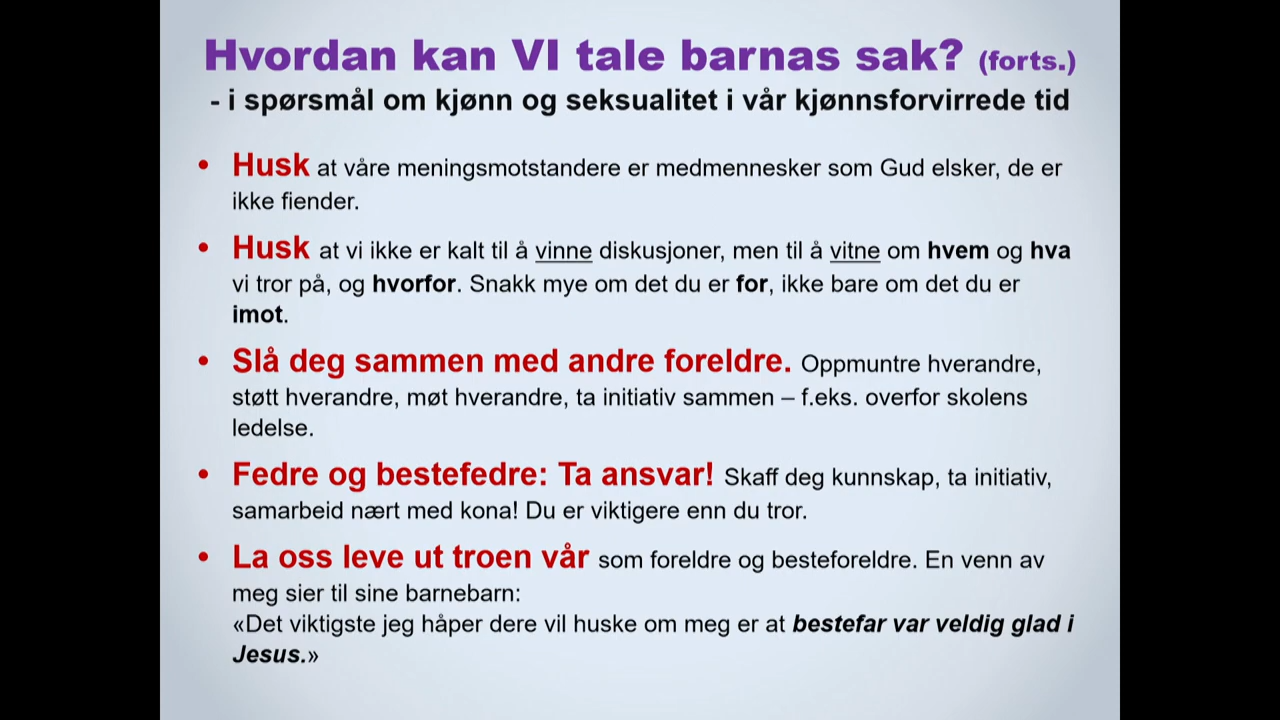 Hvordan kan VI tale barnas sak? (forts.)
- i spørsmål om kjønn og seksualitet i vår kjønnsforvirrede tid
• Husk at våre meningsmotstandere er medmennesker som Gud elsker, de er
ikke fiender.
• Husk at vi ikke er kalt til å vinne diskusjoner, men til å vitne om hvem og hva
vi tror på, og hvorfor. Snakk mye om det du er for, ikke bare om det du er
imot.
• Slå deg sammen med andre foreldre. Oppmuntre hverandre,
støtt hverandre, møt hverandre, ta initiativ sammen – f.eks. overfor skolens
ledelse.
• Fedre og bestefedre: Ta ansvar! Skaff deg kunnskap, ta initiativ,
samarbeid nært med kona! Du er viktigere enn du tror.
• La oss leve ut troen vår som foreldre og besteforeldre. En venn av
meg sier til sine barnebarn:
«Det viktigste jeg håper dere vil huske om meg er at bestefar var veldig glad i
Jesus.»